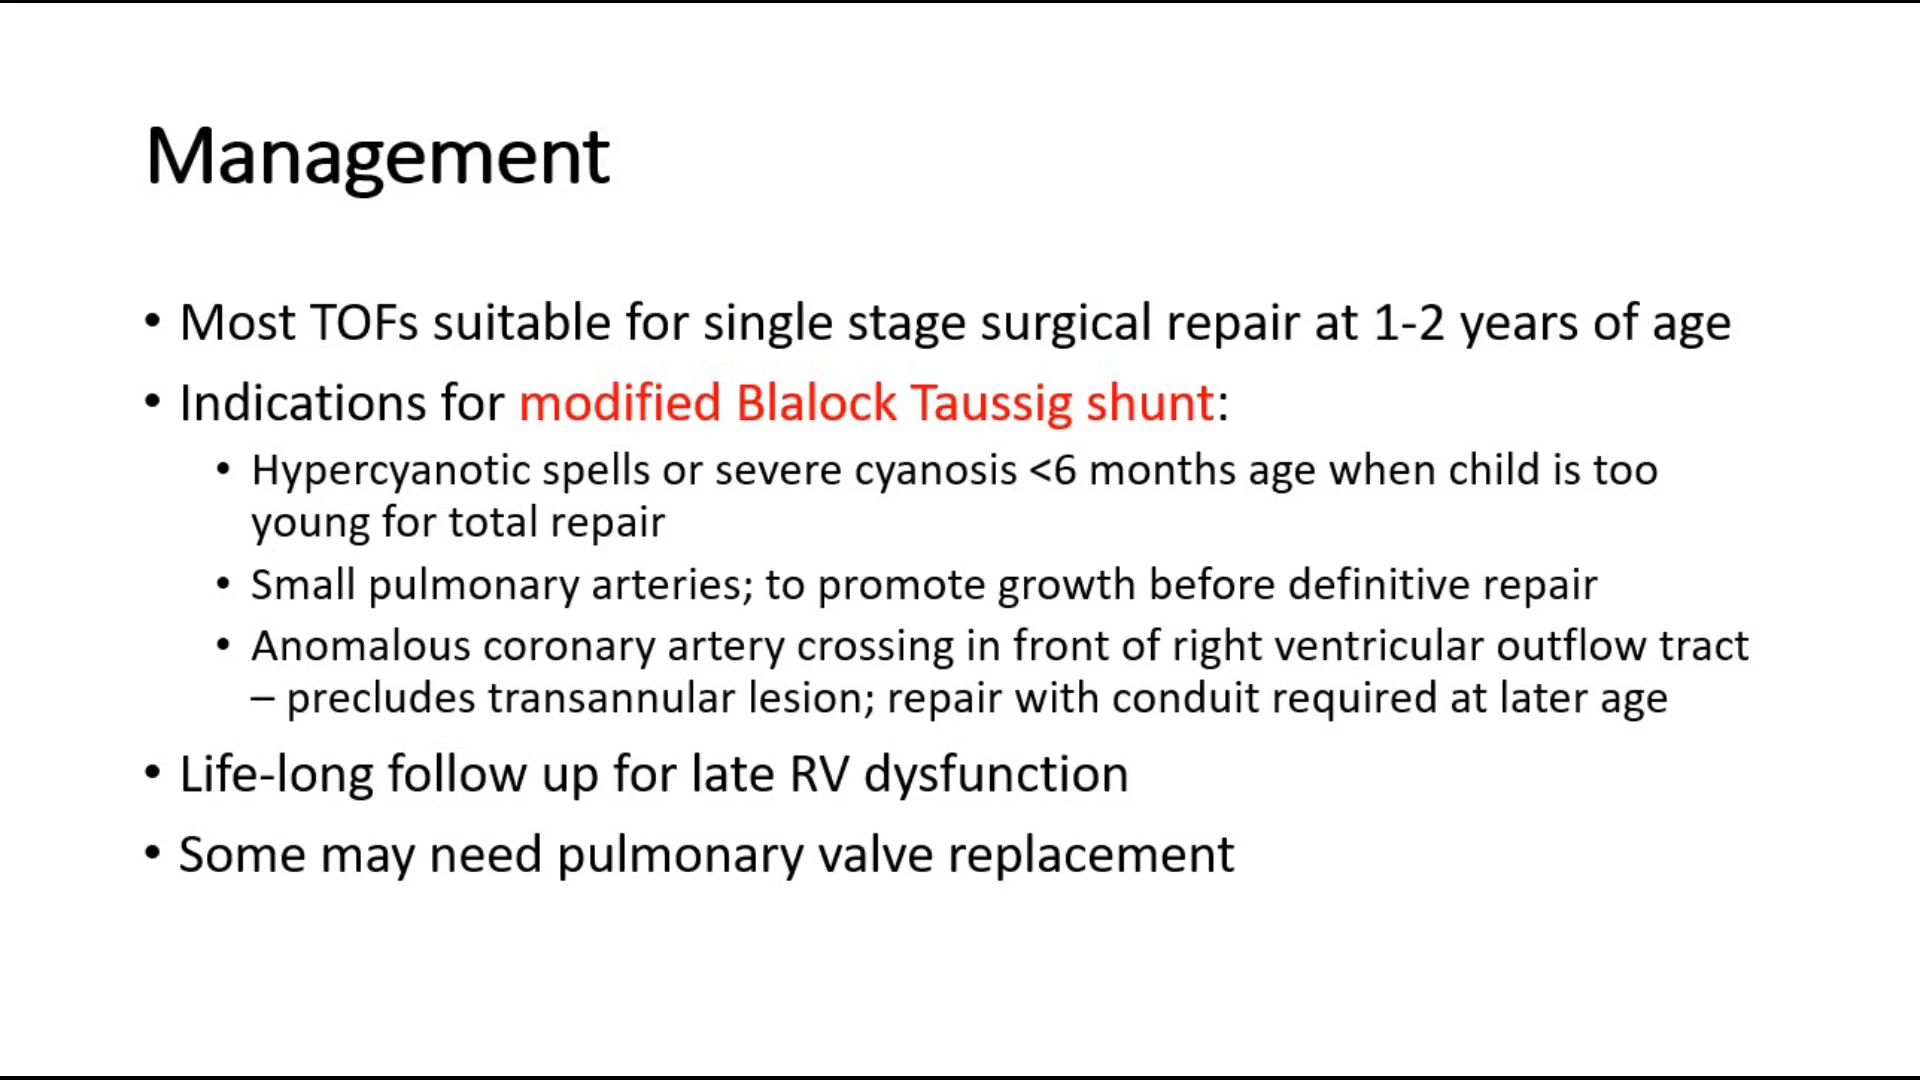 Management
• Most TOFs suitable for single stage surgical repair at 1-2 years of age
• Indications for modified Blalock Taussig shunt:
• Hypercyanotic spells or severe cyanosis <6 months age when child is too
young for total repair
• Small pulmonary arteries; to promote growth before definitive repair
• Anomalous coronary artery crossing in front of right ventricular outflow tract
– precludes transannular lesion; repair with conduit required at later age
• Life-long follow up for late RV dysfunction
• Some may need pulmonary valve replacement